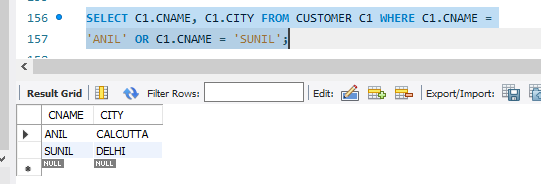 156 SELECT C1.CNAME, C1.CITY FROM CUSTOMER C1 WHERE C1.CNAME =
157 'ANIL' OR C1.CNAME = 'SUNIL';
Result Grid Filter Rows: Edit: Export/Import:
CNAME CITY
ANIL CALCUTTA
SUNIL DELHI
NULL NULL